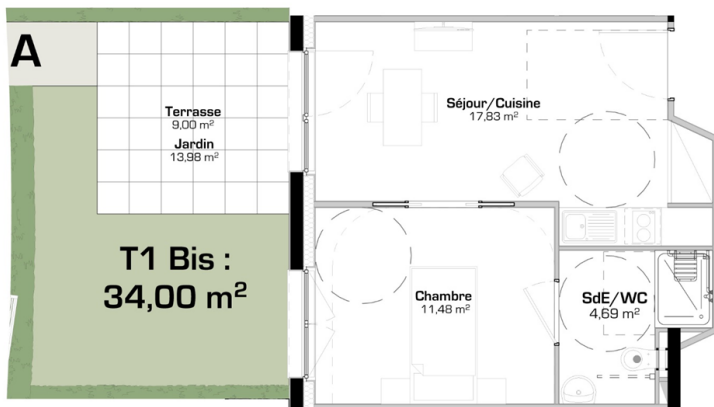 A
Terrasse
9,00 m²
Jardin
13,98 m²
T1 Bis :
34,00 m²
Séjour/Cuisine
17,83 m²
Chambre
11,48 m²
SdE/WC
4,69 m²